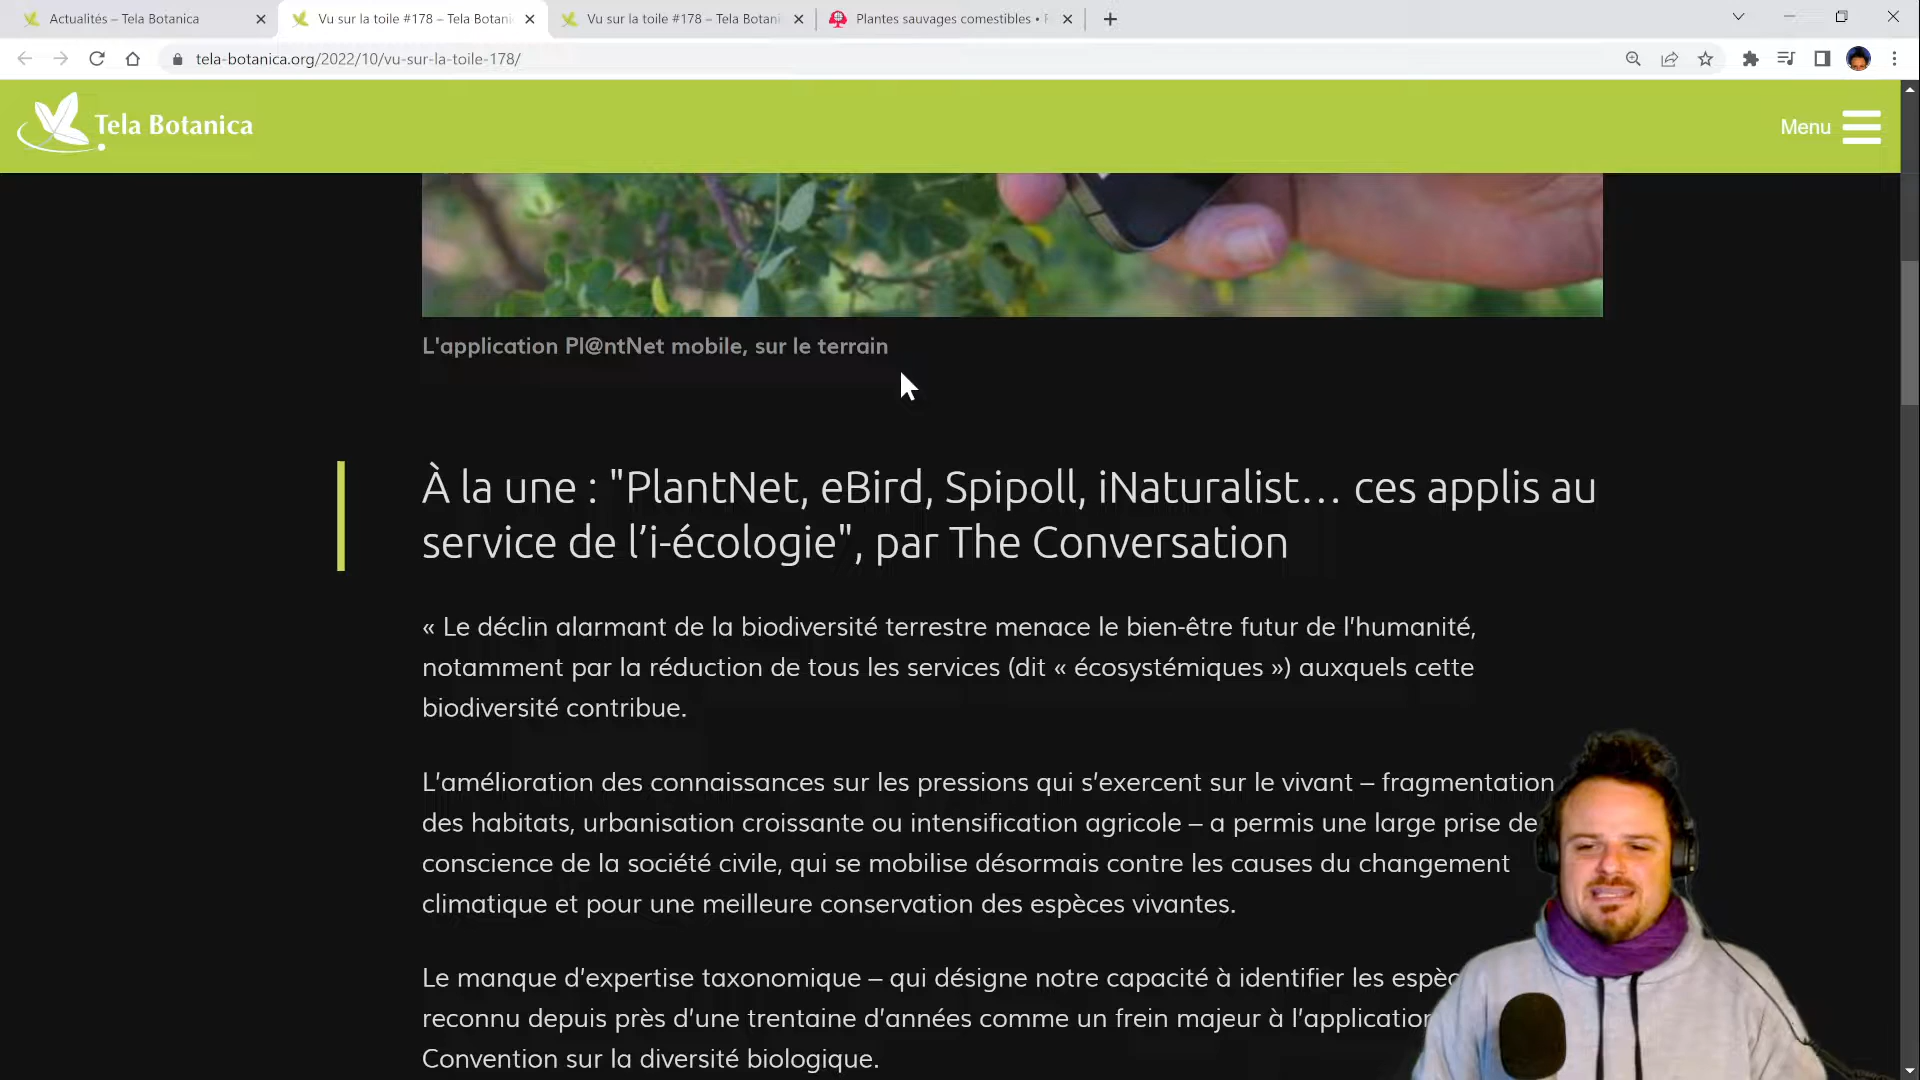 Actualités – Tela Botanica
Vu sur la toile #178 – Tela Botani
Vu sur la toile #178 – Tela Botani
Plantes sauvages comestibles •
tela-botanica.org/2022/10/vu-sur-la-toile-178/
Tela Botanica
Menu
L'application Pl@ntNet mobile, sur le terrain
À la une : "PlantNet, eBird, Spipoll, iNaturalist… ces applis au
service de l’i-écologie", par The Conversation
« Le déclin alarmant de la biodiversité terrestre menace le bien-être futur de l’humanité,
notamment par la réduction de tous les services (dit « écosystémiques ») auxquels cette
biodiversité contribue.
L’amélioration des connaissances sur les pressions qui s’exercent sur le vivant – fragmentation
des habitats, urbanisation croissante ou intensification agricole – a permis une large prise de
conscience de la société civile, qui se mobilise désormais contre les causes du changement
climatique et pour une meilleure conservation des espèces vivantes.
Le manque d’expertise taxonomique – qui désigne notre capacité à identifier les espèc
reconnu depuis près d’une trentaine d’années comme un frein majeur à l’application
Convention sur la diversité biologique.